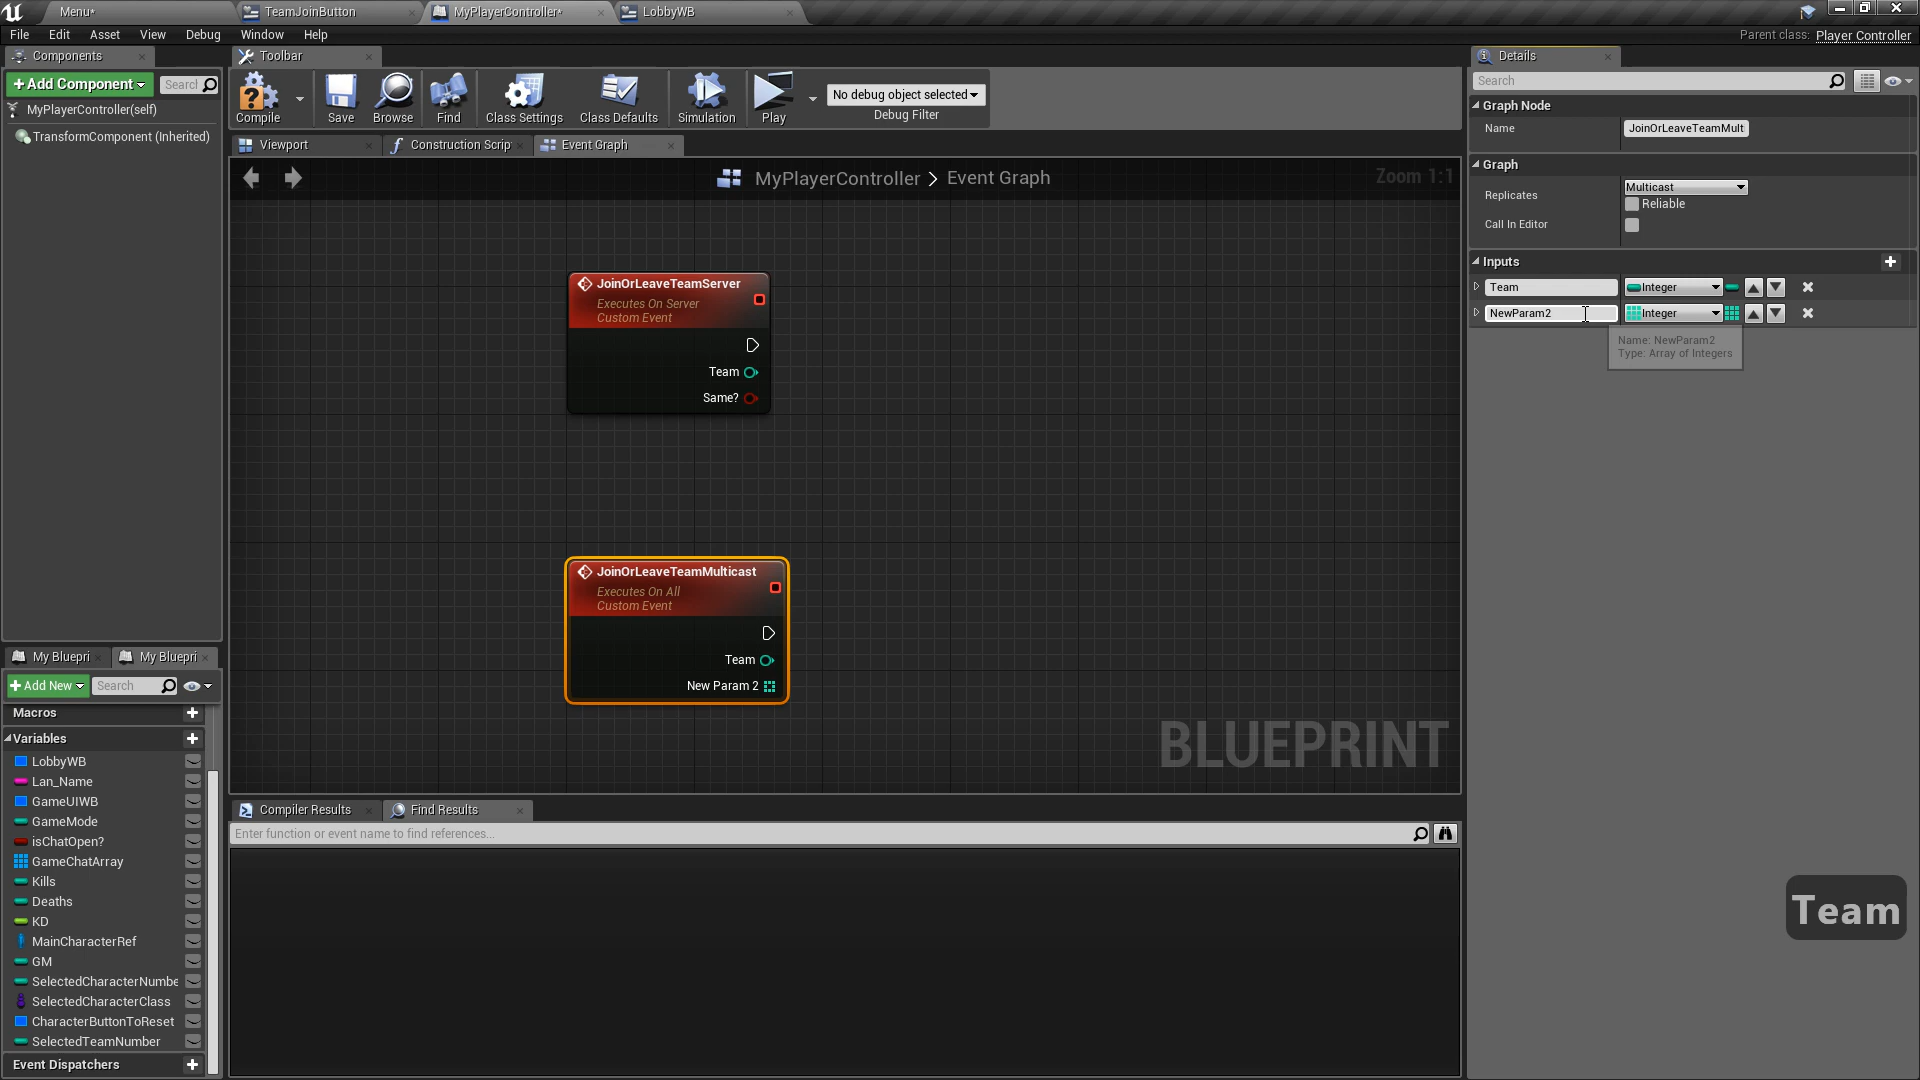 Menu*
TeamJoinButton
MyPlayerController*
LobbyWB
File Edit Asset View Debug Window Help
Parent class: Player Controller
Components
Toolbar
Details
+ Add Component
Search
MyPlayerController(self)
TransformComponent (Inherited)
Compile
Save
Browse
Find
Class Settings
Class Defaults
Simulation
Play
No debug object selected
Debug Filter
Viewport
Construction Scrip
Event Graph
MyPlayerController > Event Graph
Zoom 1:1
JoinOrLeaveTeamServer
Executes On Server
Custom Event
Team
Same?
JoinOrLeaveTeamMulticast
Executes On All
Custom Event
Team
New Param 2
BLUEPRINT
Search
Graph Node
Name
JoinOrLeaveTeamMult
Graph
Replicates
Multicast
Reliable
Call In Editor
Inputs
Team
Integer
NewParam2
Integer
Name: NewParam2
Type: Array of Integers
My Bluepri
My Bluepri
+ Add New
Search
Macros
Variables
LobbyWB
Lan_Name
GameUIWB
GameMode
isChatOpen?
GameChatArray
Kills
Deaths
KD
MainCharacterRef
GM
SelectedCharacterNumbe
SelectedCharacterClass
CharacterButtonToReset
SelectedTeamNumber
Event Dispatchers
Compiler Results
Find Results
Enter function or event name to find references...
Team